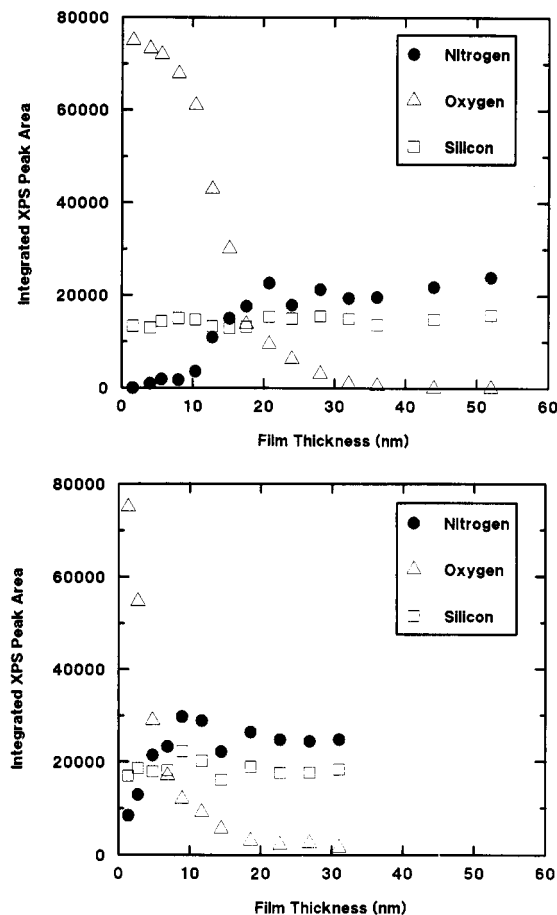 80000
60000
40000
20000
0
Integrated XPS Peak Area
Nitrogen
Oxygen
Silicon
0 10 20 30 40 50 60
Film Thickness (nm)
80000
60000
40000
20000
0
Integrated XPS Peak Area
Nitrogen
Oxygen
Silicon
0 10 20 30 40 50 60
Film Thickness (nm)